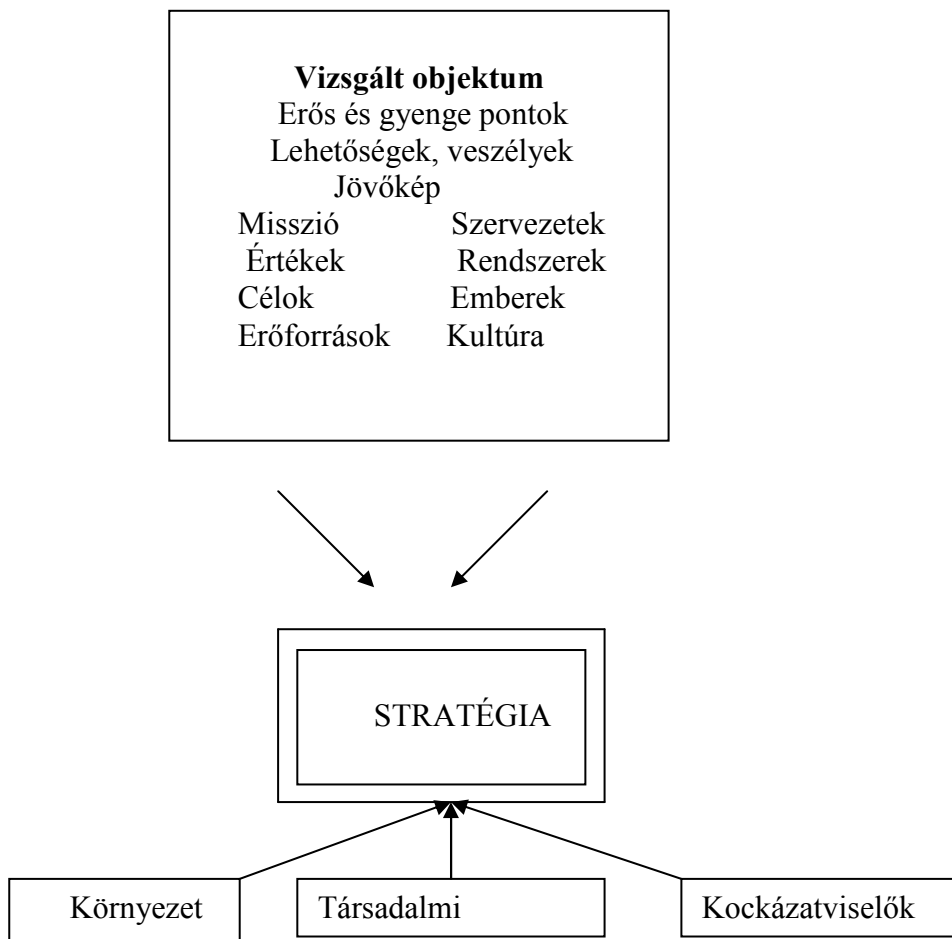 Vizsgált objektum
Erős és gyenge pontok
Lehetőségek, veszélyek
Jövőkép
Misszió Szervezetek
Értékek Rendszerek
Célok Emberek
Erőforrások Kultúra
STRATÉGIA
Környezet Társadalmi Kockázatviselők